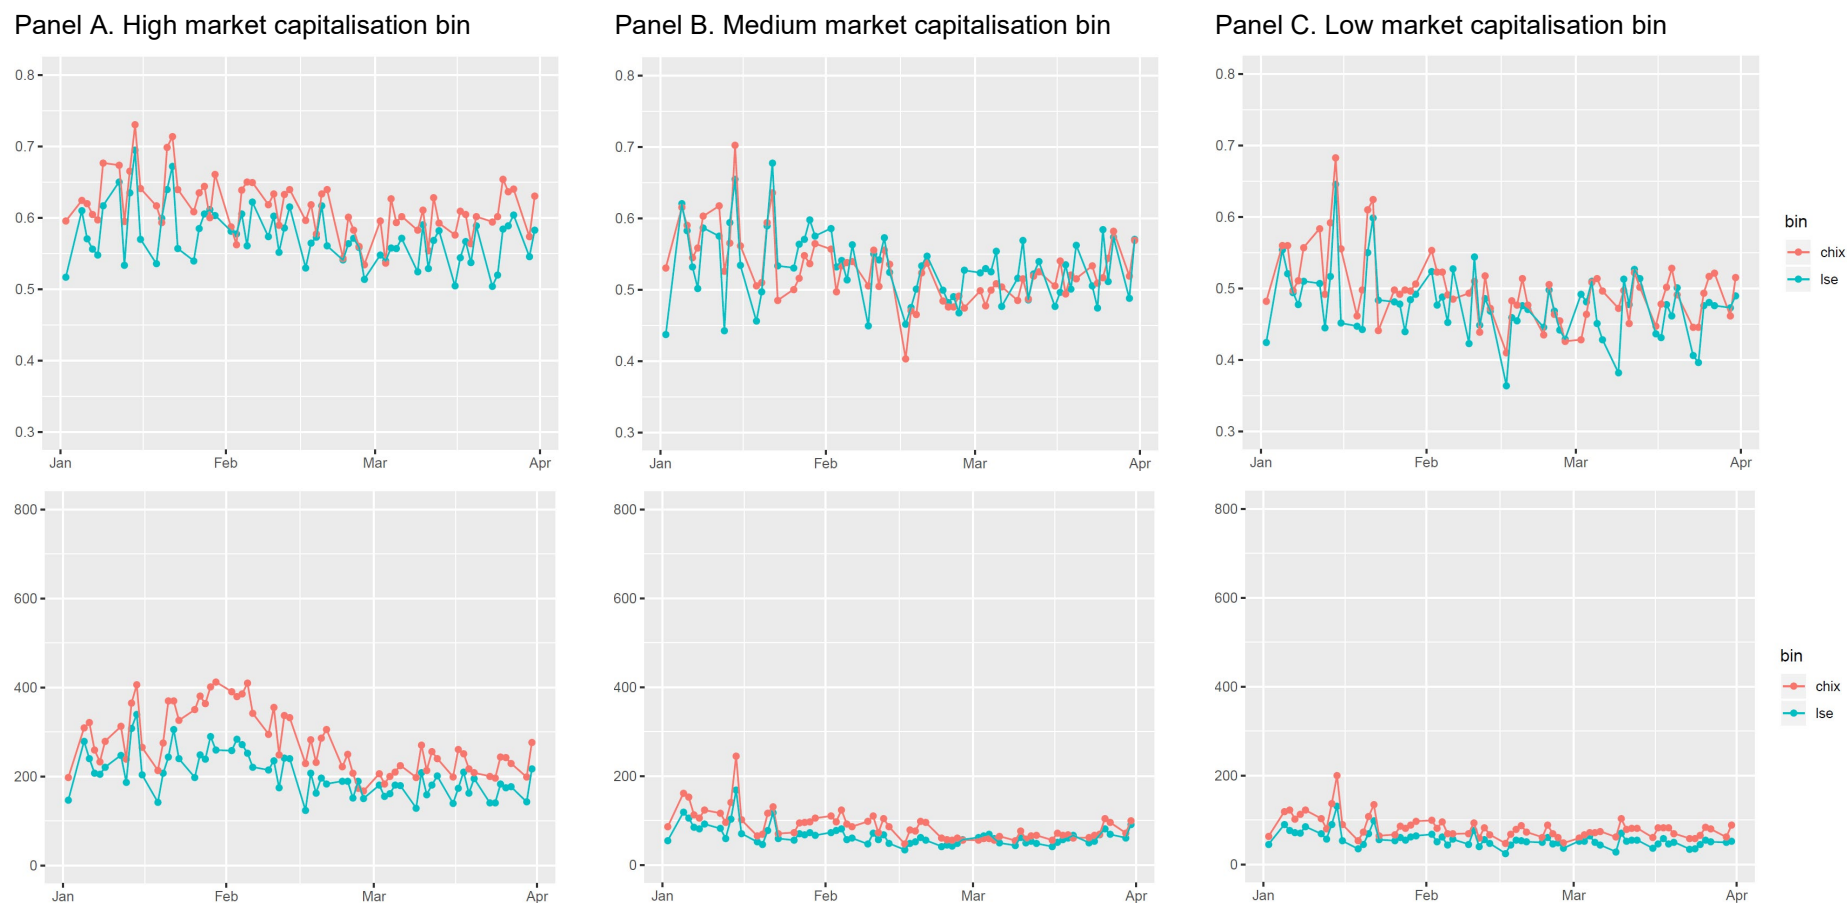 Panel A. High market capitalisation bin
0.8
0.7
0.6
0.5
0.4
0.3
Jan Feb Mar Apr
Panel B. Medium market capitalisation bin
0.8
0.7
0.6
0.5
0.4
0.3
Jan Feb Mar Apr
Panel C. Low market capitalisation bin
0.8
0.7
0.6
0.5
0.4
0.3
Jan Feb Mar Apr
bin
chix
lse
800
600
400
200
0
Jan Feb Mar Apr
800
600
400
200
0
Jan Feb Mar Apr
800
600
400
200
0
Jan Feb Mar Apr
bin
chix
lse